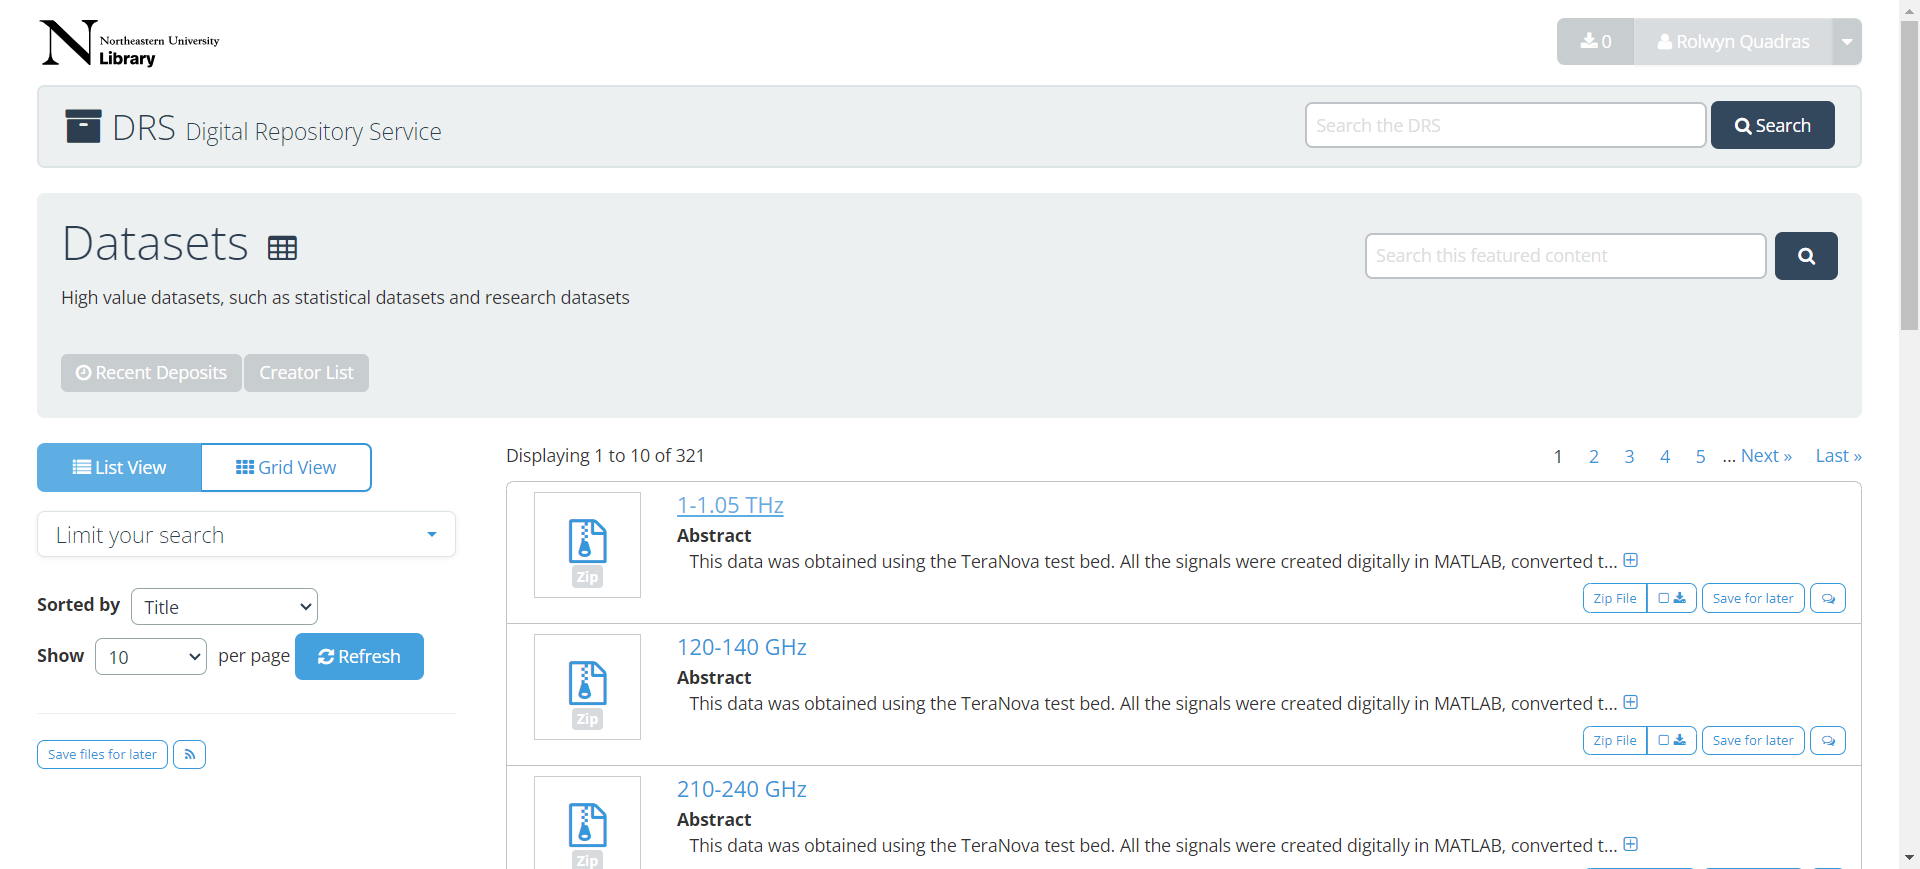 Northeastern University
Library
0
Rolwyn Quadras
DRS Digital Repository Service
Search the DRS
Search
Datasets
Search this featured content
High value datasets, such as statistical datasets and research datasets
Recent Deposits
Creator List
List View
Grid View
Displaying 1 to 10 of 321
1 2 3 4 5 ... Next » Last »
Limit your search
Sorted by Title
Show 10 per page Refresh
Save files for later
Zip
1-1.05 THz
Abstract
This data was obtained using the TeraNova test bed. All the signals were created digitally in MATLAB, converted t...
Zip File
Save for later
Zip
120-140 GHz
Abstract
This data was obtained using the TeraNova test bed. All the signals were created digitally in MATLAB, converted t...
Zip File
Save for later
Zip
210-240 GHz
Abstract
This data was obtained using the TeraNova test bed. All the signals were created digitally in MATLAB, converted t...